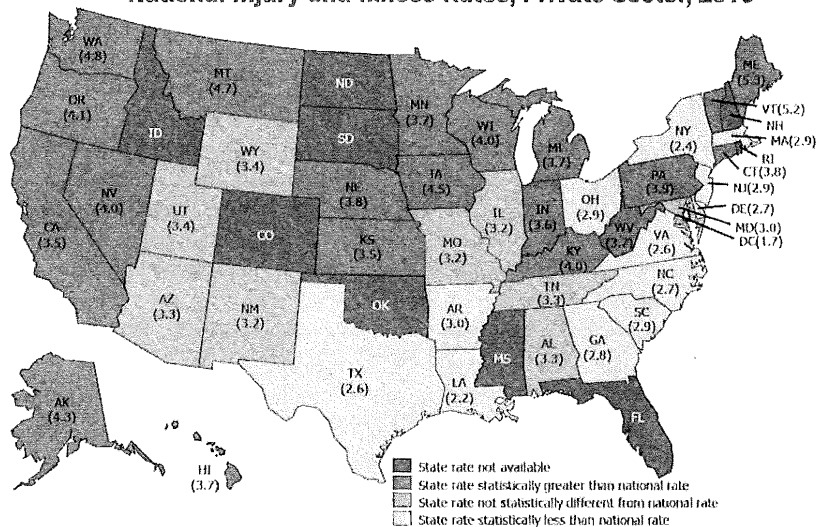 National Injury and Illness Rates, Private Sector, 2013
WA
(4.8)
OR
(4.1)
CA
(3.5)
NV
(4.0)
ID
MT
(4.7)
WY
(3.4)
UT
(3.4)
AZ
(3.3)
CO
NM
(3.2)
ND
SD
NE
(3.8)
KS
(3.5)
OK
TX
(2.6)
MN
(3.7)
IA
(4.5)
MO
(3.2)
AR
(3.0)
LA
(2.2)
WI
(4.0)
IL
(3.2)
MI
(3.7)
IN
(3.6)
OH
(2.9)
KY
(4.0)
TN
(3.3)
MS
AL
(3.3)
GA
(2.8)
FL
SC
(2.9)
NC
(2.7)
VA
(2.6)
WV
(3.7)
PA
(3.9)
NY
(2.4)
ME
(5.3)
VT(5.2)
NH
MA(2.9)
RI
CT(3.8)
NJ(2.9)
DE(2.7)
MD(3.0)
DC(1.7)
AK
(4.3)
HI
(3.7)
State rate not available
State rate statistically greater than national rate
State rate not statistically different from national rate
State rate statistically less than national rate